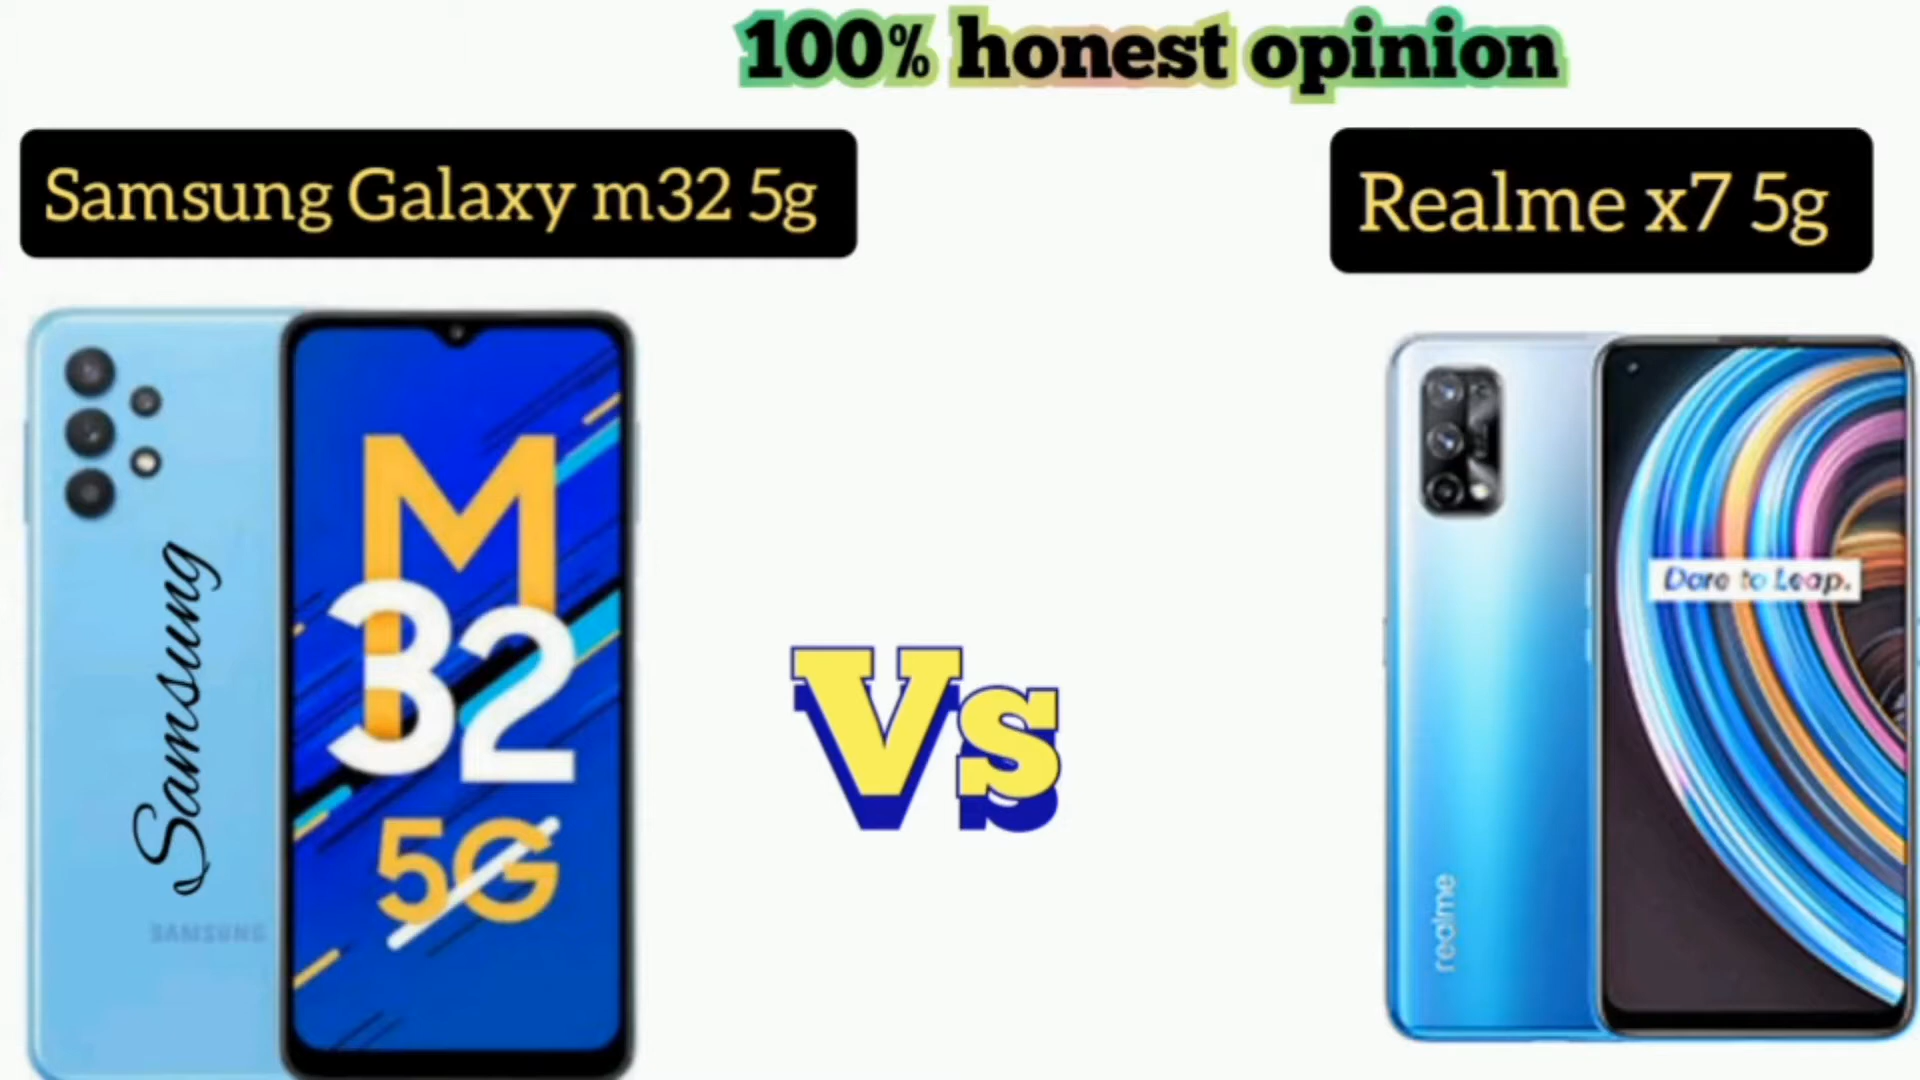 100% honest opinion
Samsung Galaxy m32 5g
Realme x7 5g
M
32
5G
Samsung
SAMSUNG
Vs
Dare to Leap.
realme